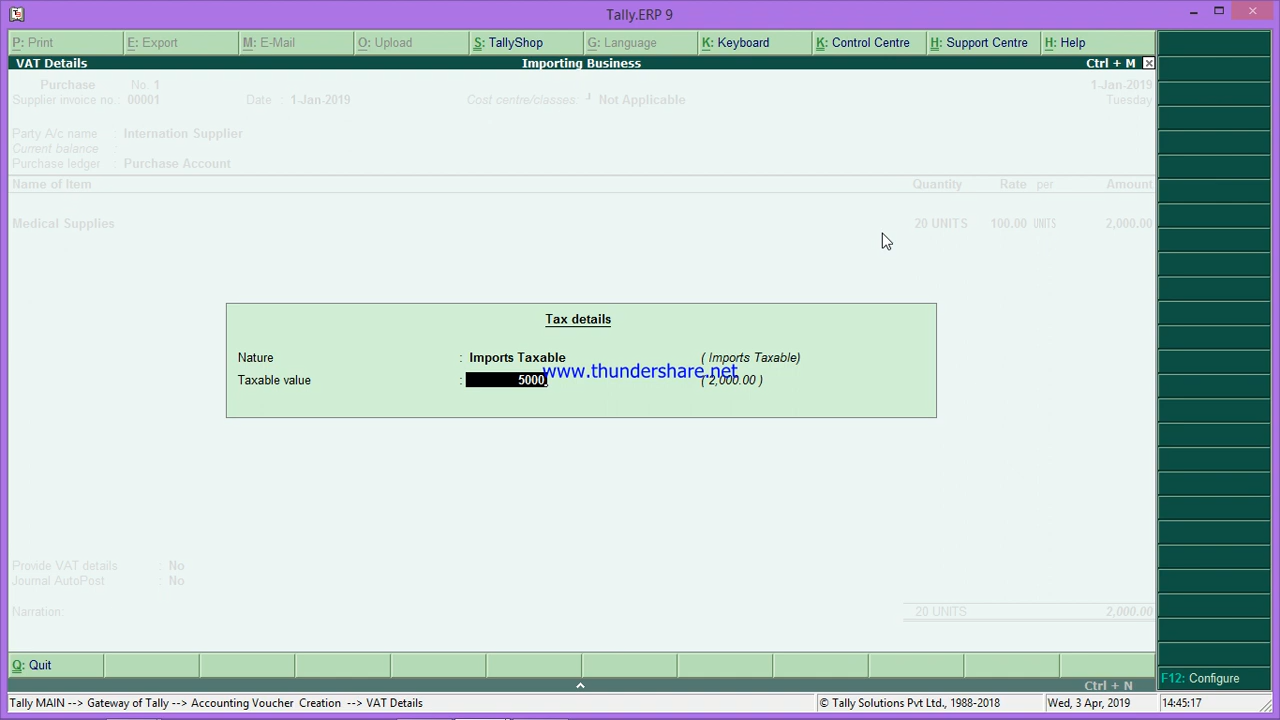 Tally.ERP 9
P: Print E: Export M: E-Mail O: Upload S: TallyShop G: Language K: Keyboard K: Control Centre H: Support Centre H: Help
VAT Details Importing Business Ctrl + M
Purchase No. 1 1-Jan-2019
Supplier invoice no.: 00001 Date : 1-Jan-2019 Cost centre/classes: Not Applicable Tuesday
Party A/c name : Internation Supplier
Current balance :
Purchase ledger : Purchase Account
Name of Item Quantity Rate per Amount
Medical Supplies 20 UNITS 100.00 UNITS 2,000.00
Tax details
Nature : Imports Taxable ( Imports Taxable)
Taxable value : 5000 ( 2,000.00 )
www.thundershare.net
Provide VAT details : No
Journal AutoPost : No
Narration: 20 UNITS 2,000.00
Q: Quit
F12: Configure
Ctrl + N
Tally MAIN --> Gateway of Tally --> Accounting Voucher Creation --> VAT Details © Tally Solutions Pvt Ltd., 1988-2018 Wed, 3 Apr, 2019 14:45:17